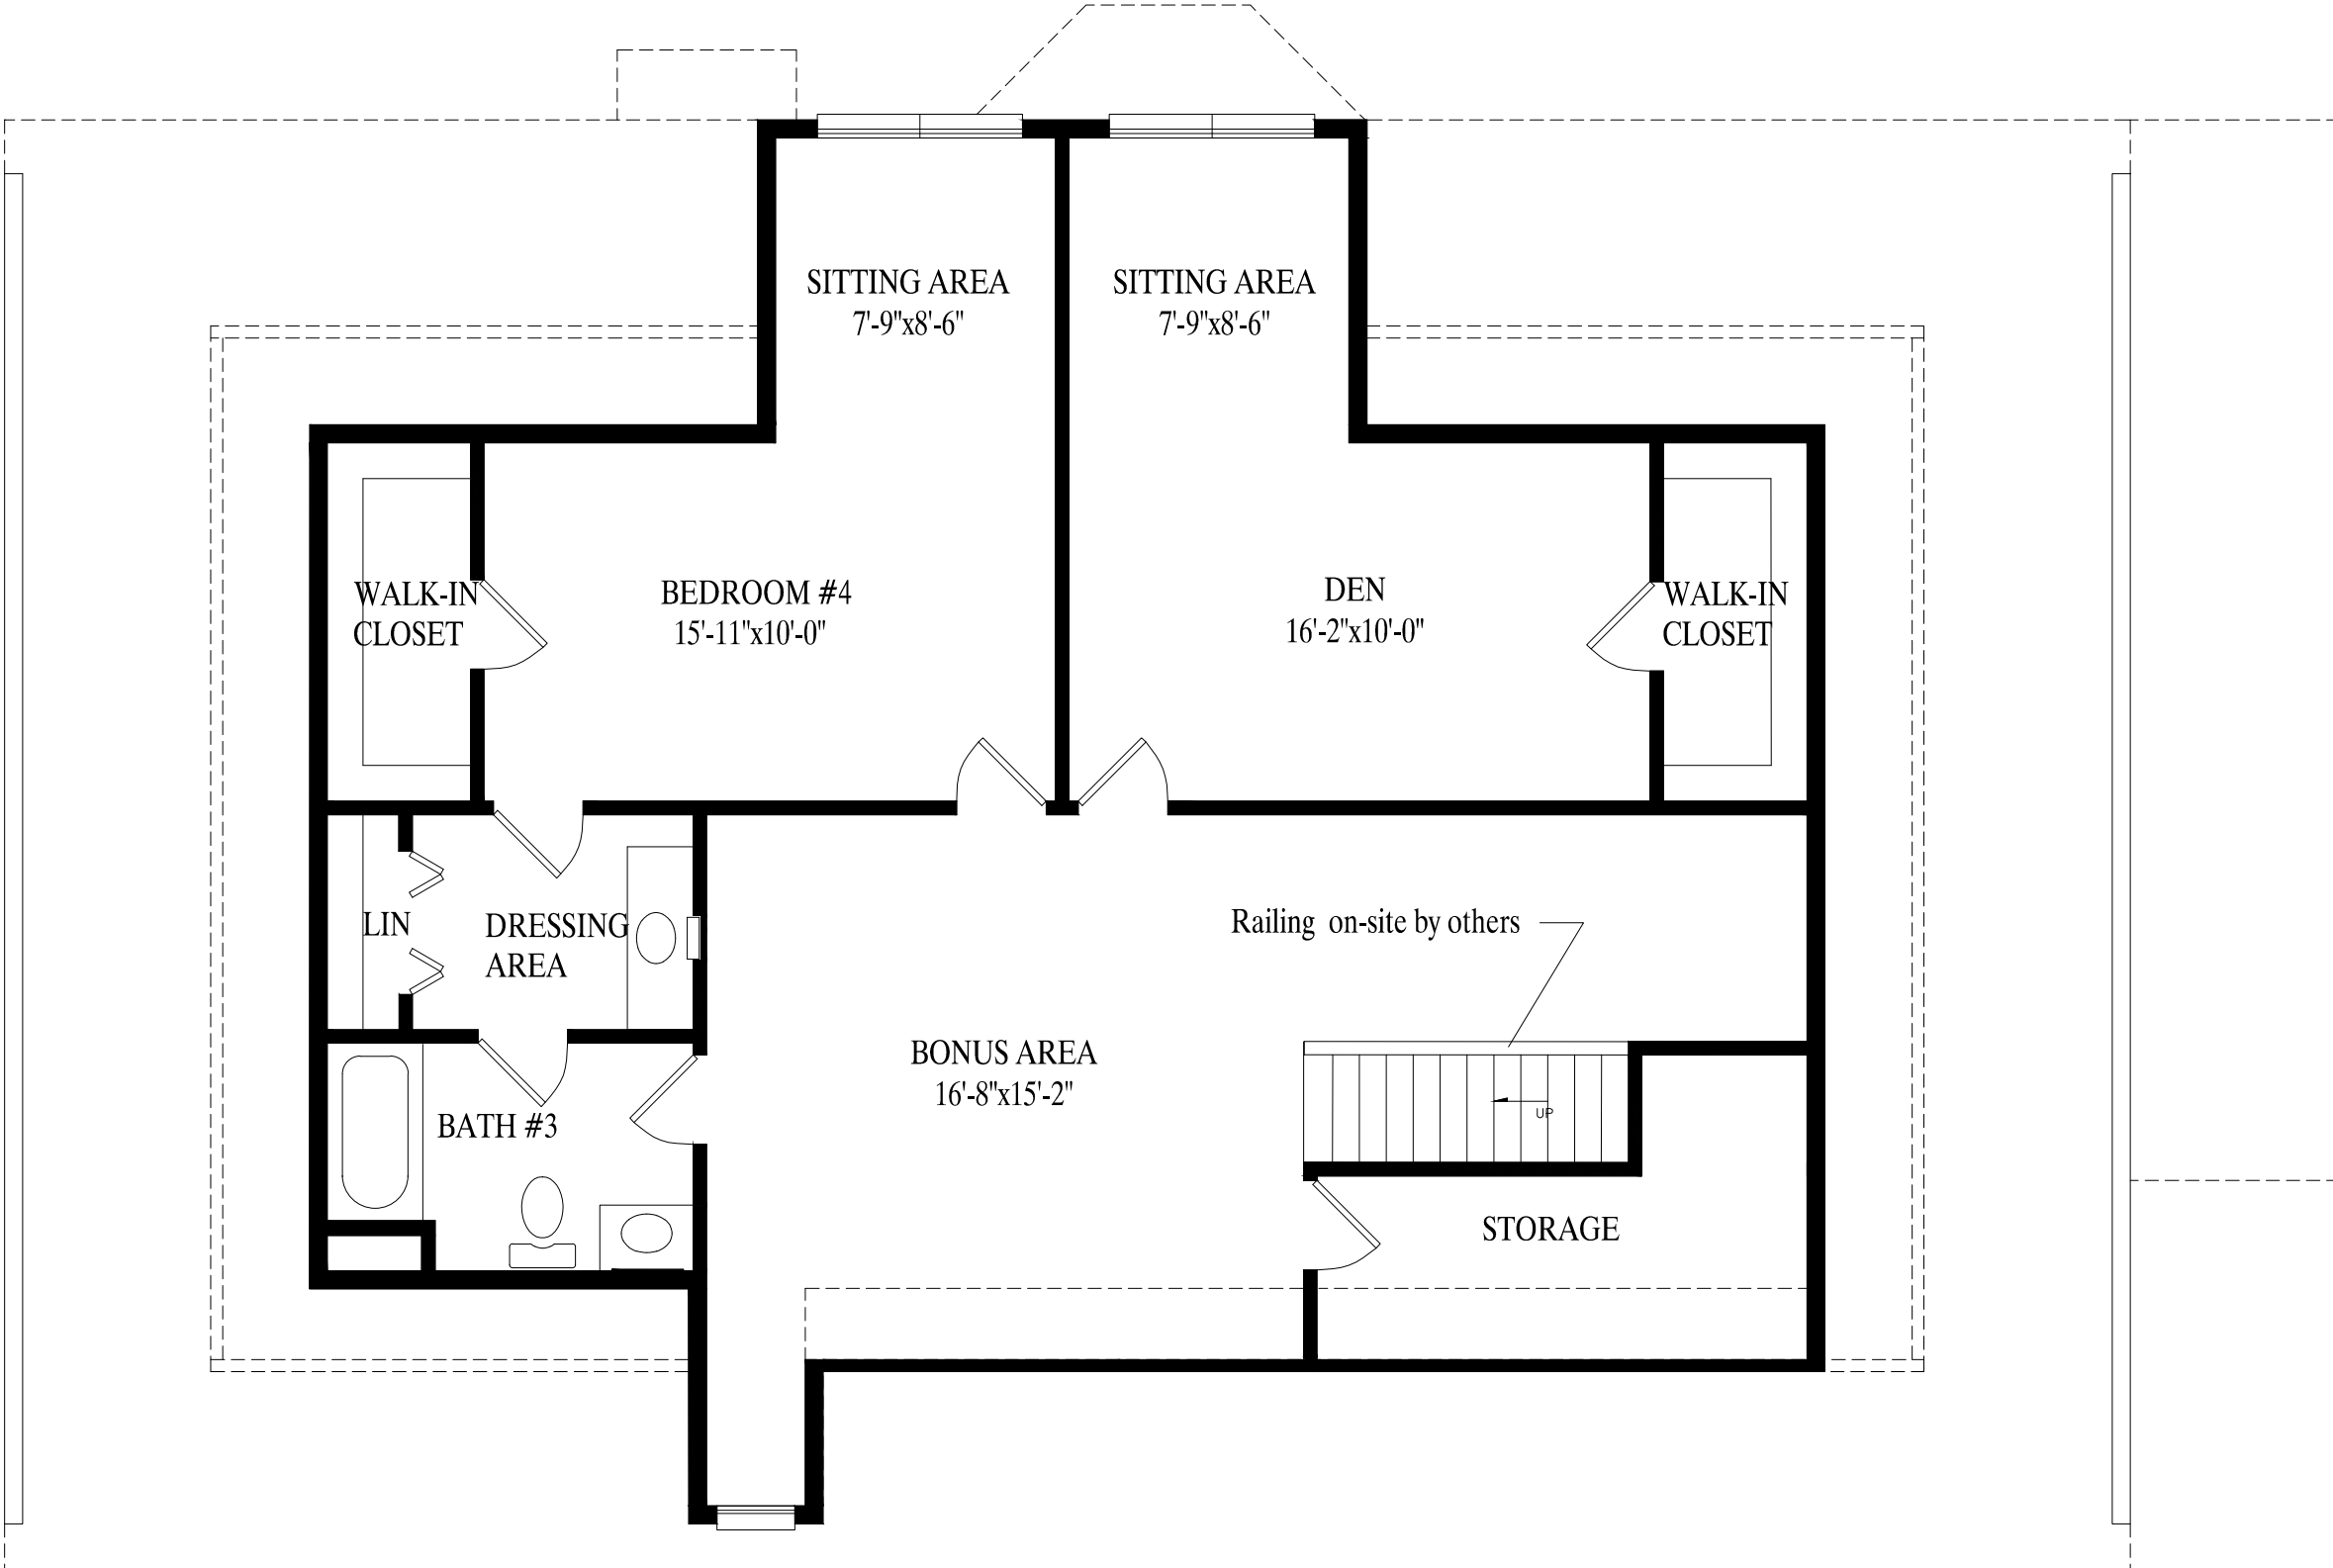 SITTING AREA
7'-9"x8'-6"
SITTING AREA
7'-9"x8'-6"
WALK-IN
CLOSET
BEDROOM #4
15'-11"x10'-0"
DEN
16'-2"x10'-0"
WALK-IN
CLOSET
LIN
DRESSING
AREA
Railing on-site by others
BONUS AREA
16'-8"x15'-2"
UP
BATH #3
STORAGE